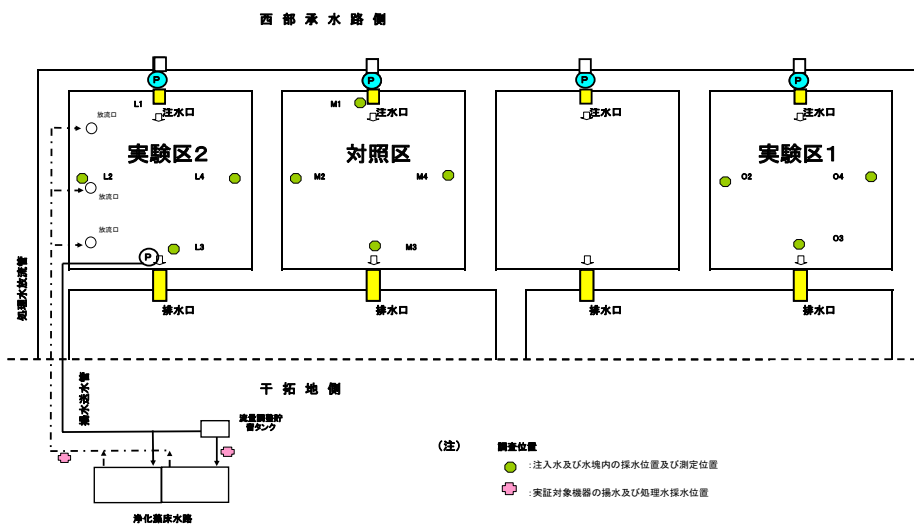 西 部 承 水 路 側
P
P
P
P
L1
注水口
M1
注水口
注水口
注水口
放流口
実験区2
対照区
実験区1
L2
L4
M2
M4
O2
O4
放流口
放流口
L3
M3
O3
P
処理水放流管
排水口
排水口
排水口
排水口
揚水送水管
干 拓 地 側
流量調整貯
留タンク
浄化藻床水路
(注)
調査位置
:注入水及び水塊内の採水位置及び測定位置
:実証対象機器の揚水及び処理水採水位置